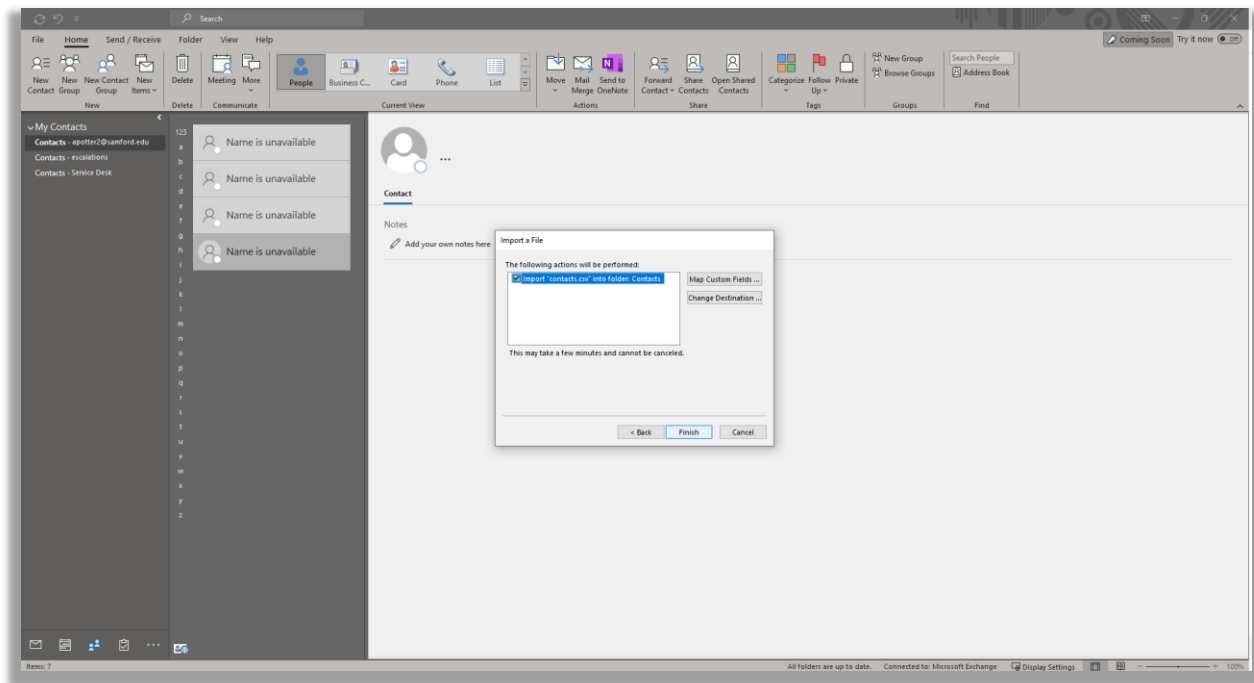 Search
File Home Send / Receive Folder View Help
Coming Soon Try it now Off
New Contact
New Group
New Contact Group
New Items
Delete
Meeting
More
People
Business C...
Card
Phone
List
Move
Mail Merge
Send to OneNote
Forward Contact
Share Contacts
Open Shared Contacts
Categorize
Follow Up
Private
New Group
Browse Groups
Search People
Address Book
New Delete Communicate Current View Actions Share Tags Groups Find
My Contacts
Contacts - apotter2@samford.edu
Contacts - escalations
Contacts - Service Desk
123
a
b
c
d
e
f
g
h
i
j
k
l
m
n
o
p
q
r
s
t
u
v
w
x
y
z
Name is unavailable
Name is unavailable
Name is unavailable
Name is unavailable
...
Contact
Notes
Add your own notes here
Import a File
The following actions will be performed:
Import "contacts.csv" into folder: Contacts
Map Custom Fields ...
Change Destination ...
This may take a few minutes and cannot be canceled.
< Back Finish Cancel
Items: 7
All folders are up to date. Connected to: Microsoft Exchange Display Settings 100%